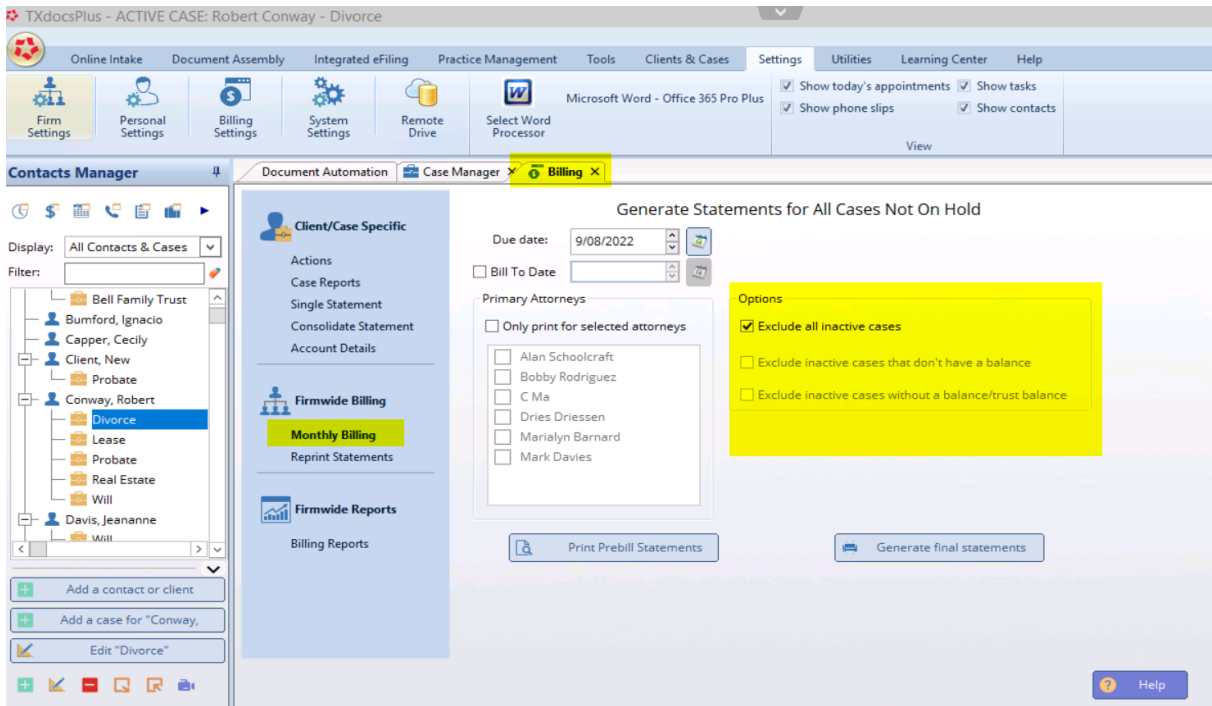 TXdocsPlus - ACTIVE CASE: Robert Conway - Divorce
Online Intake Document Assembly Integrated eFiling Practice Management Tools Clients & Cases Settings Utilities Learning Center Help
Firm Settings
Personal Settings
Billing Settings
System Settings
Remote Drive
Select Word Processor
Microsoft Word - Office 365 Pro Plus
Show today's appointments Show tasks
Show phone slips Show contacts
View
Contacts Manager
Document Automation Case Manager Billing
Display: All Contacts & Cases
Filter:
Bell Family Trust
Bumford, Ignacio
Capper, Cecily
Client, New
Probate
Conway, Robert
Divorce
Lease
Probate
Real Estate
Will
Davis, Jeananne
Will
Add a contact or client
Add a case for "Conway,
Edit "Divorce"
Client/Case Specific
Actions
Case Reports
Single Statement
Consolidate Statement
Account Details
Firmwide Billing
Monthly Billing
Reprint Statements
Firmwide Reports
Billing Reports
Generate Statements for All Cases Not On Hold
Due date: 9/08/2022
Bill To Date
Primary Attorneys
Only print for selected attorneys
Alan Schoolcraft
Bobby Rodriguez
C Ma
Dries Driessen
Marialyn Barnard
Mark Davies
Options
Exclude all inactive cases
Exclude inactive cases that don't have a balance
Exclude inactive cases without a balance/trust balance
Print Prebill Statements
Generate final statements
Help